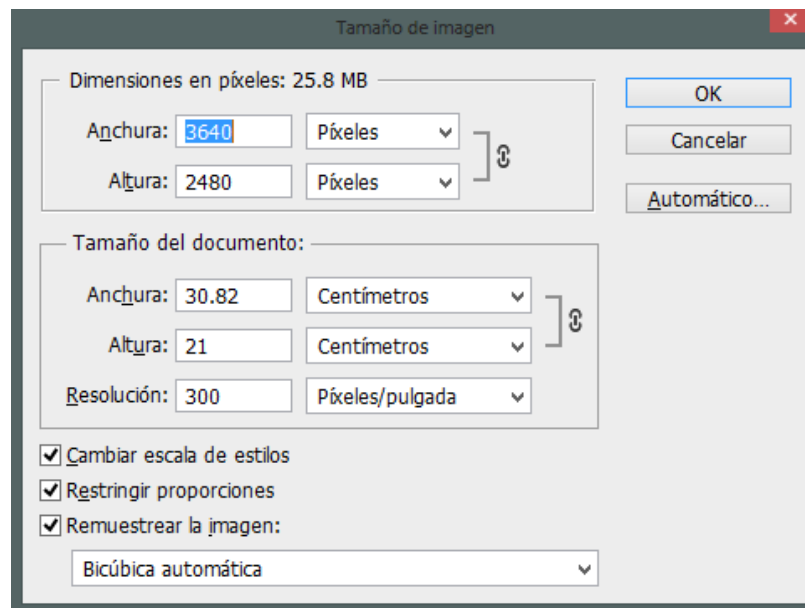 Tamaño de imagen
Dimensiones en píxeles: 25.8 MB
Anchura: 3640 Píxeles
Altura: 2480 Píxeles
OK
Cancelar
Automático...
Tamaño del documento:
Anchura: 30.82 Centímetros
Altura: 21 Centímetros
Resolución: 300 Píxeles/pulgada
Cambiar escala de estilos
Restringir proporciones
Remuestrear la imagen:
Bicúbica automática